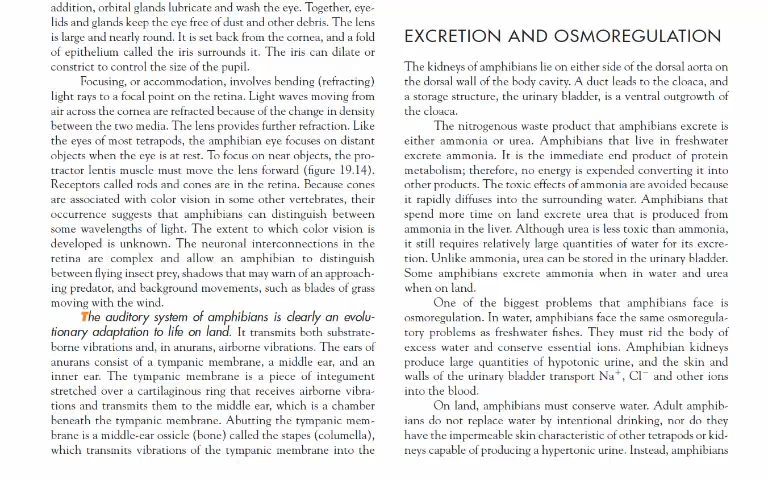 addition, orbital glands lubricate and wash the eye. Together, eye-
lids and glands keep the eye free of dust and other debris. The lens
is large and nearly round. It is set back from the cornea, and a fold
of epithelium called the iris surrounds it. The iris can dilate or
constrict to control the size of the pupil.
Focusing, or accommodation, involves bending (refracting)
light rays to a focal point on the retina. Light waves moving from
air across the cornea are refracted because of the change in density
between the two media. The lens provides further refraction. Like
the eyes of most tetrapods, the amphibian eye focuses on distant
objects when the eye is at rest. To focus on near objects, the pro-
tractor lentis muscle must move the lens forward (figure 19.14).
Receptors called rods and cones are in the retina. Because cones
are associated with color vision in some other vertebrates, their
occurrence suggests that amphibians can distinguish between
some wavelengths of light. The extent to which color vision is
developed is unknown. The neuronal interconnections in the
retina are complex and allow an amphibian to distinguish
between flying insect prey, shadows that may warn of an approach-
ing predator, and background movements, such as blades of grass
moving with the wind.
The auditory system of amphibians is clearly an evolu-
tionary adaptation to life on land. It transmits both substrate-
borne vibrations and, in anurans, airborne vibrations. The ears of
anurans consist of a tympanic membrane, a middle ear, and an
inner ear. The tympanic membrane is a piece of integument
stretched over a cartilaginous ring that receives airborne vibra-
tions and transmits them to the middle ear, which is a chamber
beneath the tympanic membrane. Abutting the tympanic mem-
brane is a middle-ear ossicle (bone) called the stapes (columella),
which transmits vibrations of the tympanic membrane into the
EXCRETION AND OSMOREGULATION
The kidneys of amphibians lie on either side of the dorsal aorta on
the dorsal wall of the body cavity. A duct leads to the cloaca, and
a storage structure, the urinary bladder, is a ventral outgrowth of
the cloaca.
The nitrogenous waste product that amphibians excrete is
either ammonia or urea. Amphibians that live in freshwater
excrete ammonia. It is the immediate end product of protein
metabolism; therefore, no energy is expended converting it into
other products. The toxic effects of ammonia are avoided because
it rapidly diffuses into the surrounding water. Amphibians that
spend more time on land excrete urea that is produced from
ammonia in the liver. Although urea is less toxic than ammonia,
it still requires relatively large quantities of water for its excre-
tion. Unlike ammonia, urea can be stored in the urinary bladder.
Some amphibians excrete ammonia when in water and urea
when on land.
One of the biggest problems that amphibians face is
osmoregulation. In water, amphibians face the same osmoregula-
tory problems as freshwater fishes. They must rid the body of
excess water and conserve essential ions. Amphibian kidneys
produce large quantities of hypotonic urine, and the skin and
walls of the urinary bladder transport Na⁺, Cl⁻ and other ions
into the blood.
On land, amphibians must conserve water. Adult amphib-
ians do not replace water by intentional drinking, nor do they
have the impermeable skin characteristic of other tetrapods or kid-
neys capable of producing a hypertonic urine. Instead, amphibians